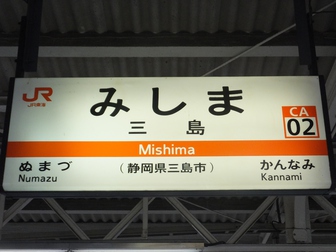 JR
JR東海
みしま
三島
CA
02
Mishima
ぬまづ
Numazu
(静岡県三島市)
かんなみ
Kannami